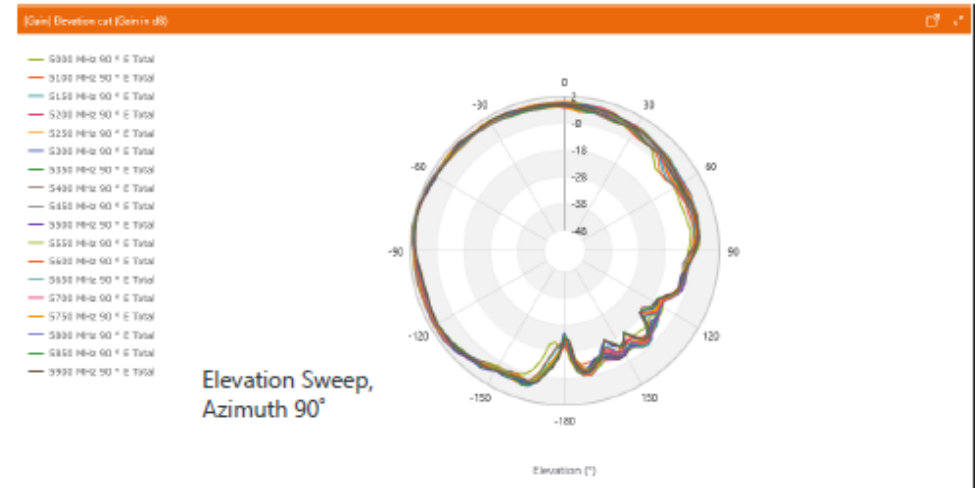 [Gain] Elevation cut (Gain in dB)
5000 MHz 90 ° E Total
5100 MHz 90 ° E Total
5150 MHz 90 ° E Total
5200 MHz 90 ° E Total
5250 MHz 90 ° E Total
5300 MHz 90 ° E Total
5350 MHz 90 ° E Total
5400 MHz 90 ° E Total
5450 MHz 90 ° E Total
5500 MHz 90 ° E Total
5550 MHz 90 ° E Total
5600 MHz 90 ° E Total
5650 MHz 90 ° E Total
5700 MHz 90 ° E Total
5750 MHz 90 ° E Total
5800 MHz 90 ° E Total
5850 MHz 90 ° E Total
5900 MHz 90 ° E Total
0
-30
2
30
-8
-18
-60
60
-28
-38
-48
-90
90
-120
120
-150
150
-180
Elevation Sweep,
Azimuth 90°
Elevation (°)